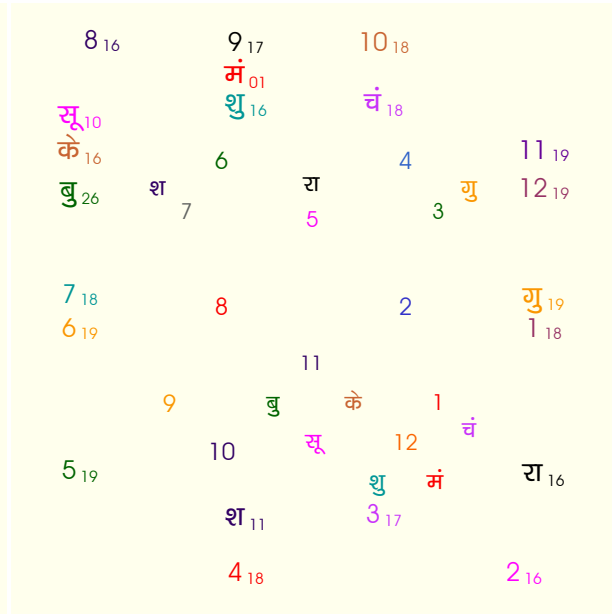 8 16 9 17 10 18
मं 01
सू 10 शु 16 चं 18
के 16 6 4 11 19
बु 26 श रा गु 12 19
7 5 3
7 18 8 2 गु 19
6 19 1 18
11
9 बु के 1
10 सू 12 चं
5 19 शु मं रा 16
श 11 3 17
4 18 2 16